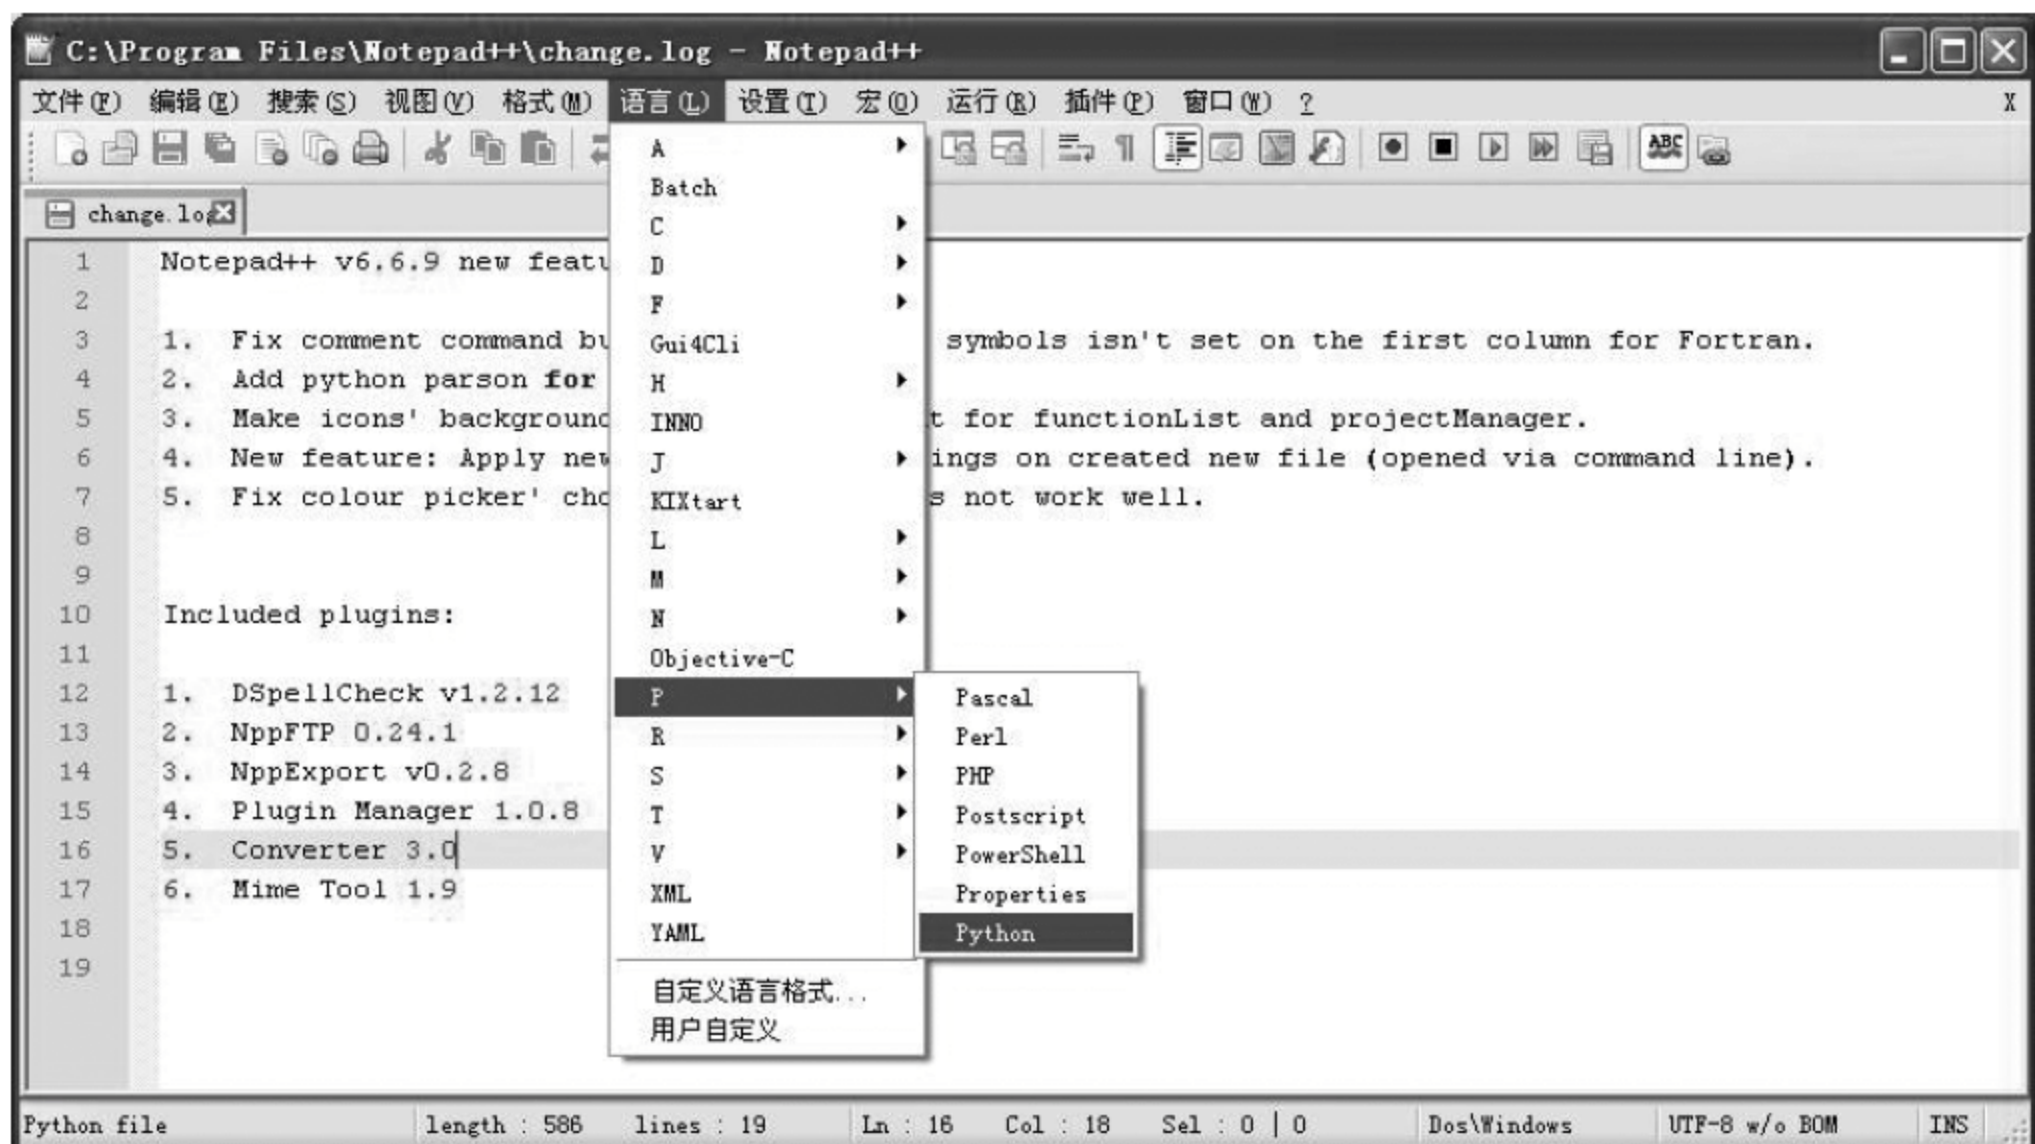 C:\Program Files\Notepad++\change.log - Notepad++
文件(F) 编辑(E) 搜索(S) 视图(V) 格式(M) 语言(L) 设置(T) 宏(O) 运行(R) 插件(P) 窗口(W) ? X
ABC
change.log
1 Notepad++ v6.6.9 new featu
2
3 1. Fix comment command bu symbols isn't set on the first column for Fortran.
4 2. Add python parson for
5 3. Make icons' background t for functionList and projectManager.
6 4. New feature: Apply new ings on created new file (opened via command line).
7 5. Fix colour picker' cho s not work well.
8
9
10 Included plugins:
11
12 1. DSpellCheck v1.2.12
13 2. NppFTP 0.24.1
14 3. NppExport v0.2.8
15 4. Plugin Manager 1.0.8
16 5. Converter 3.0
17 6. Mime Tool 1.9
18
19
A
Batch
C
D
F
Gui4Cli
H
INNO
J
KIXtart
L
M
N
Objective-C
P
R
S
T
V
XML
YAML
自定义语言格式...
用户自定义
Pascal
Perl
PHP
Postscript
PowerShell
Properties
Python
Python file length : 586 lines : 19 Ln : 16 Col : 18 Sel : 0 | 0 Dos\Windows UTF-8 w/o BOM INS